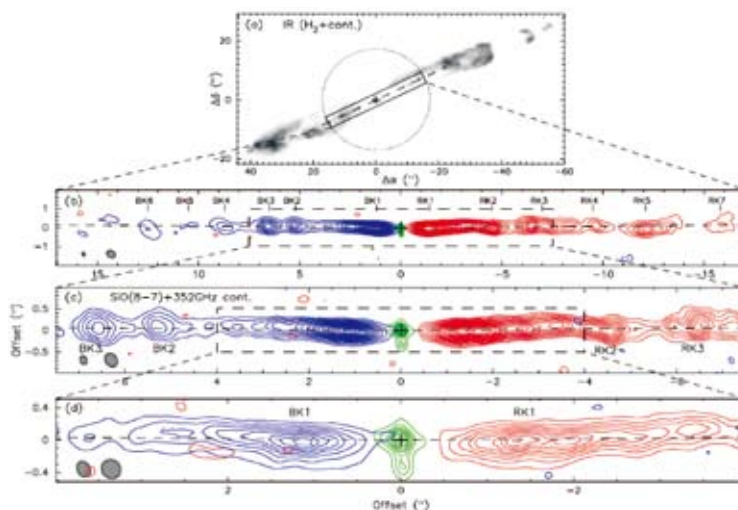 (a) IR (H₂+cont.)
20
0
-20
Δδ (")
40 20 0 -20 -40 -60
Δα (")
(b) BK6 BK5 BK4 BK3 BK2 BK1 RK1 RK2 RK3 RK4 RK5 RK7
1
0
-1
15 10 5 0 -5 -10 -15
(c) SiO(8-7)+352GHz cont.
0.5
0.0
-0.5
Offset (")
BK3 BK2 RK2 RK3
6 4 2 0 -2 -4 -6
(d) BK1 RK1
0.4
0
-0.4
2 0 -2
Offset (")